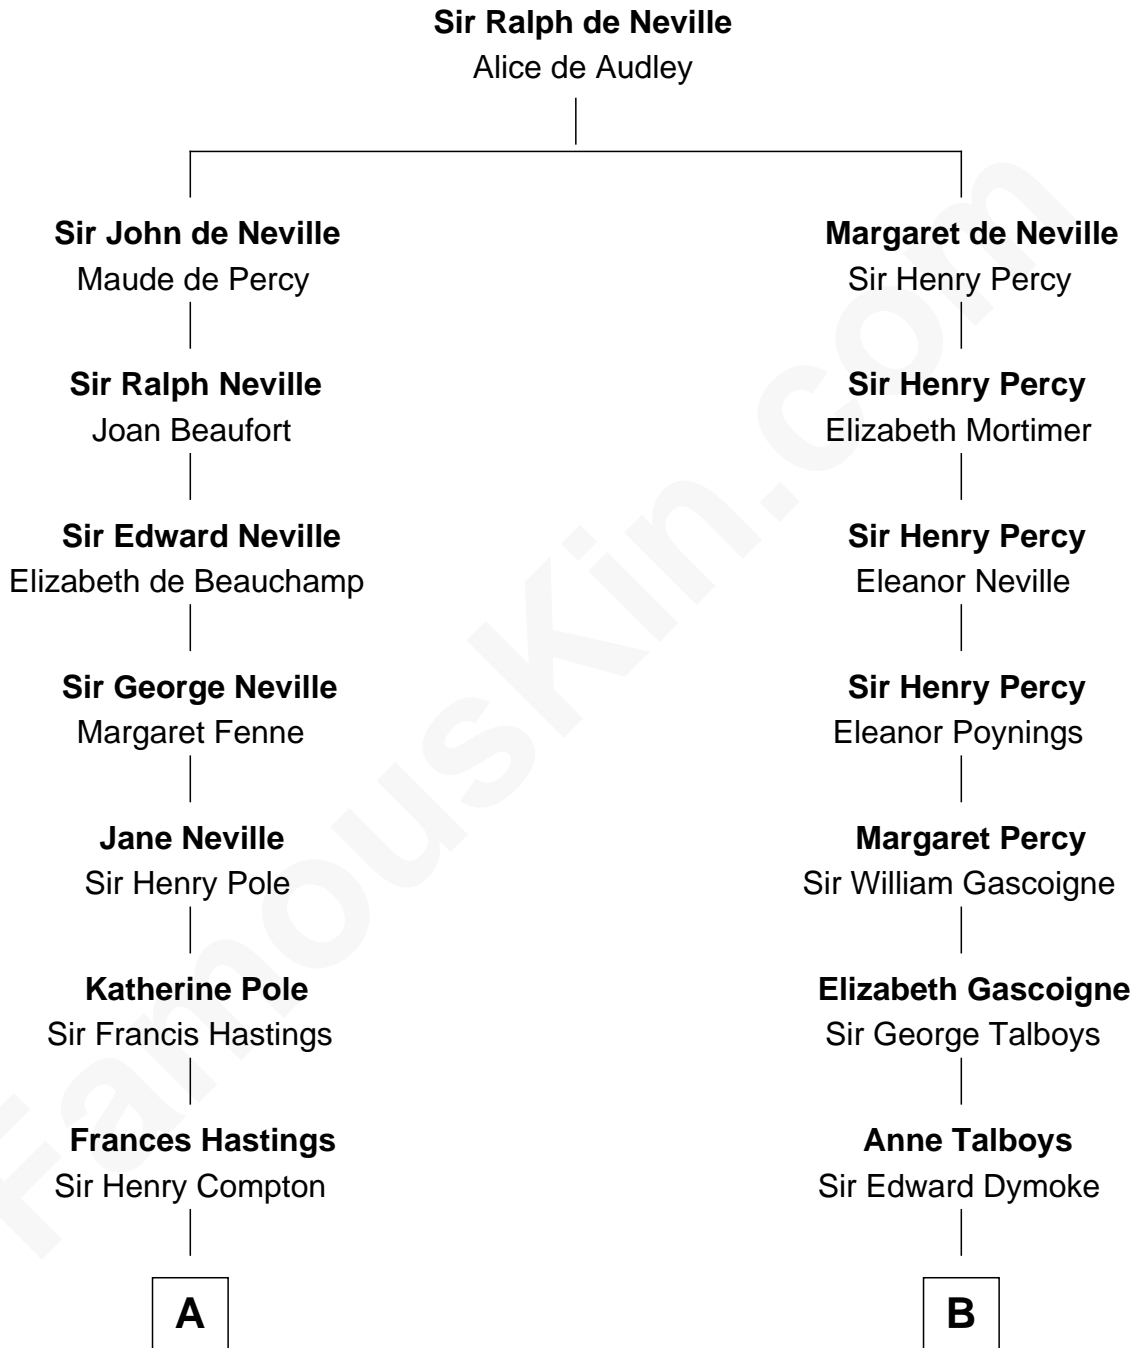 Sir Ralph de Neville
Alice de Audley
Sir John de Neville
Maude de Percy
Margaret de Neville
Sir Henry Percy
Sir Ralph Neville
Joan Beaufort
Sir Henry Percy
Elizabeth Mortimer
Sir Edward Neville
Elizabeth de Beauchamp
Sir Henry Percy
Eleanor Neville
Sir George Neville
Margaret Fenne
Sir Henry Percy
Eleanor Poynings
Jane Neville
Sir Henry Pole
Margaret Percy
Sir William Gascoigne
Katherine Pole
Sir Francis Hastings
Elizabeth Gascoigne
Sir George Talboys
Frances Hastings
Sir Henry Compton
Anne Talboys
Sir Edward Dymoke
A
B
FamousKin.com